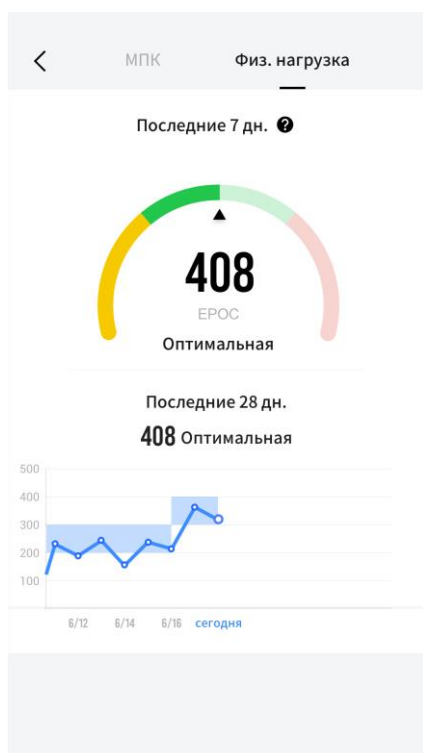 МПК Физ. нагрузка
Последние 7 дн. ?
408
EPOC
Оптимальная
Последние 28 дн.
408 Оптимальная
500
400
300
200
100
6/12 6/14 6/16 сегодня